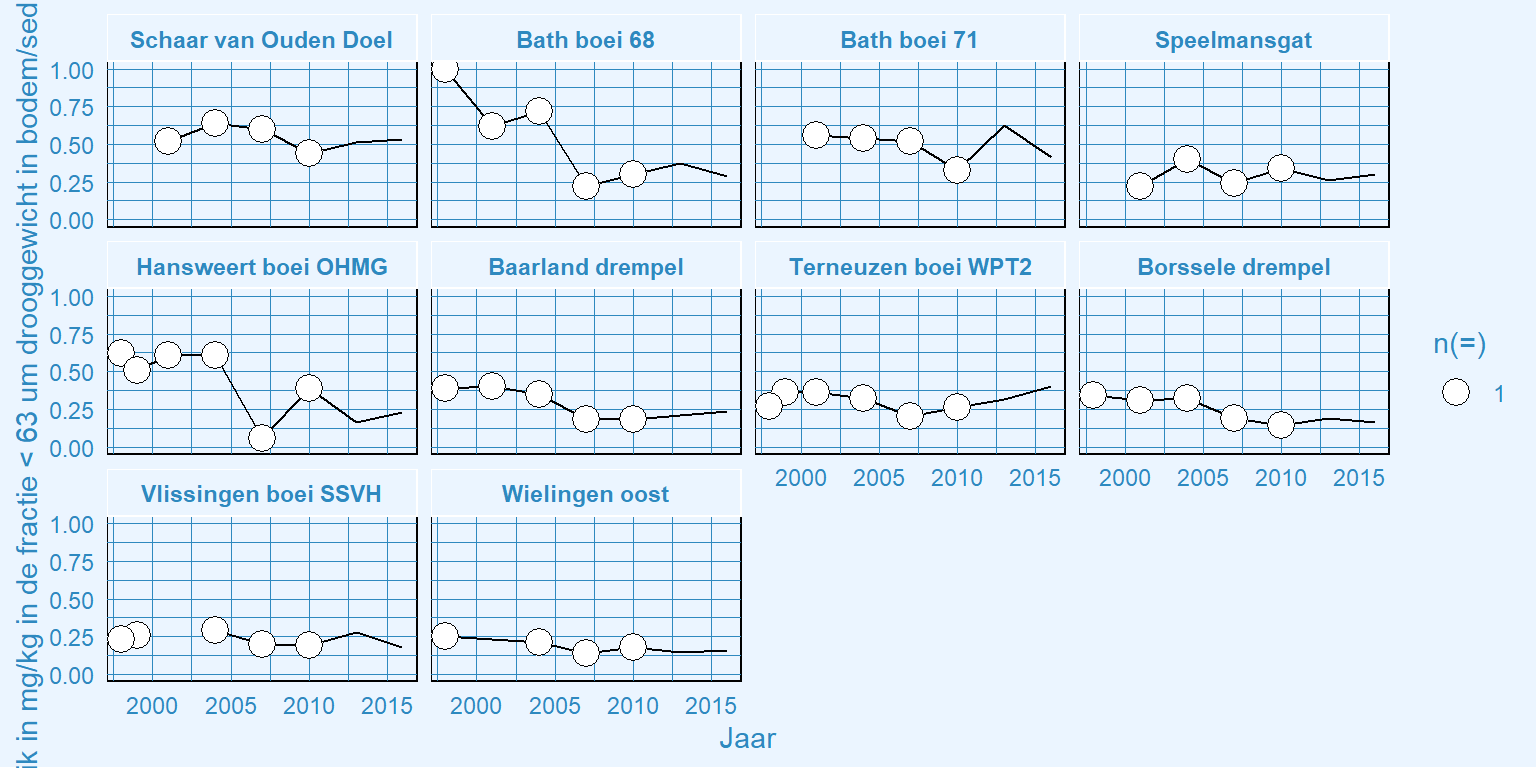 ik in mg/kg in de fractie < 63 um drooggewicht in bodem/sed
Schaar van Ouden Doel
Bath boei 68
Bath boei 71
Speelmansgat
1.00
0.75
0.50
0.25
0.00
Hansweert boei OHMG
Baarland drempel
Terneuzen boei WPT2
Borssele drempel
1.00
0.75
0.50
0.25
0.00
2000 2005 2010 2015
2000 2005 2010 2015
Vlissingen boei SSVH
Wielingen oost
1.00
0.75
0.50
0.25
0.00
2000 2005 2010 2015
2000 2005 2010 2015
Jaar
n(=)
1